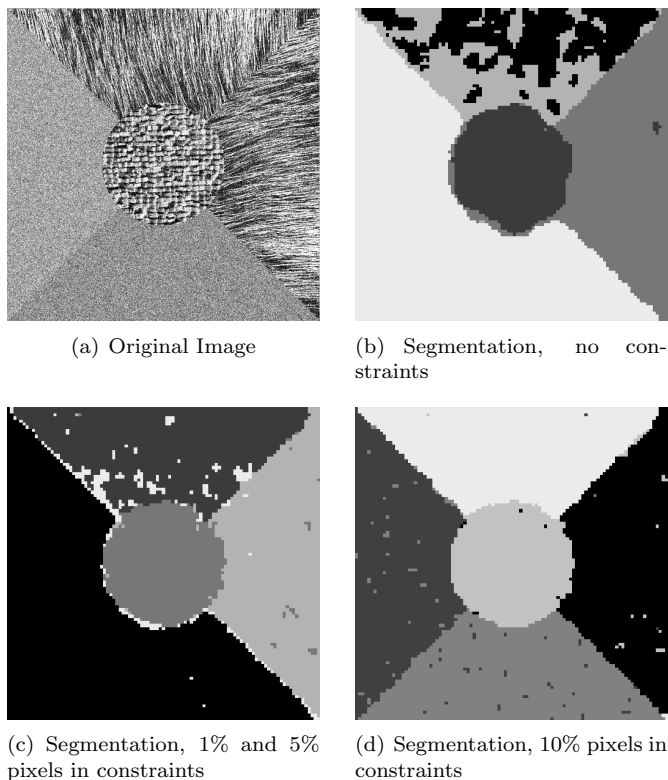 (a) Original Image
(b) Segmentation, no con-
straints
(c) Segmentation, 1% and 5%
pixels in constraints
(d) Segmentation, 10% pixels in
constraints